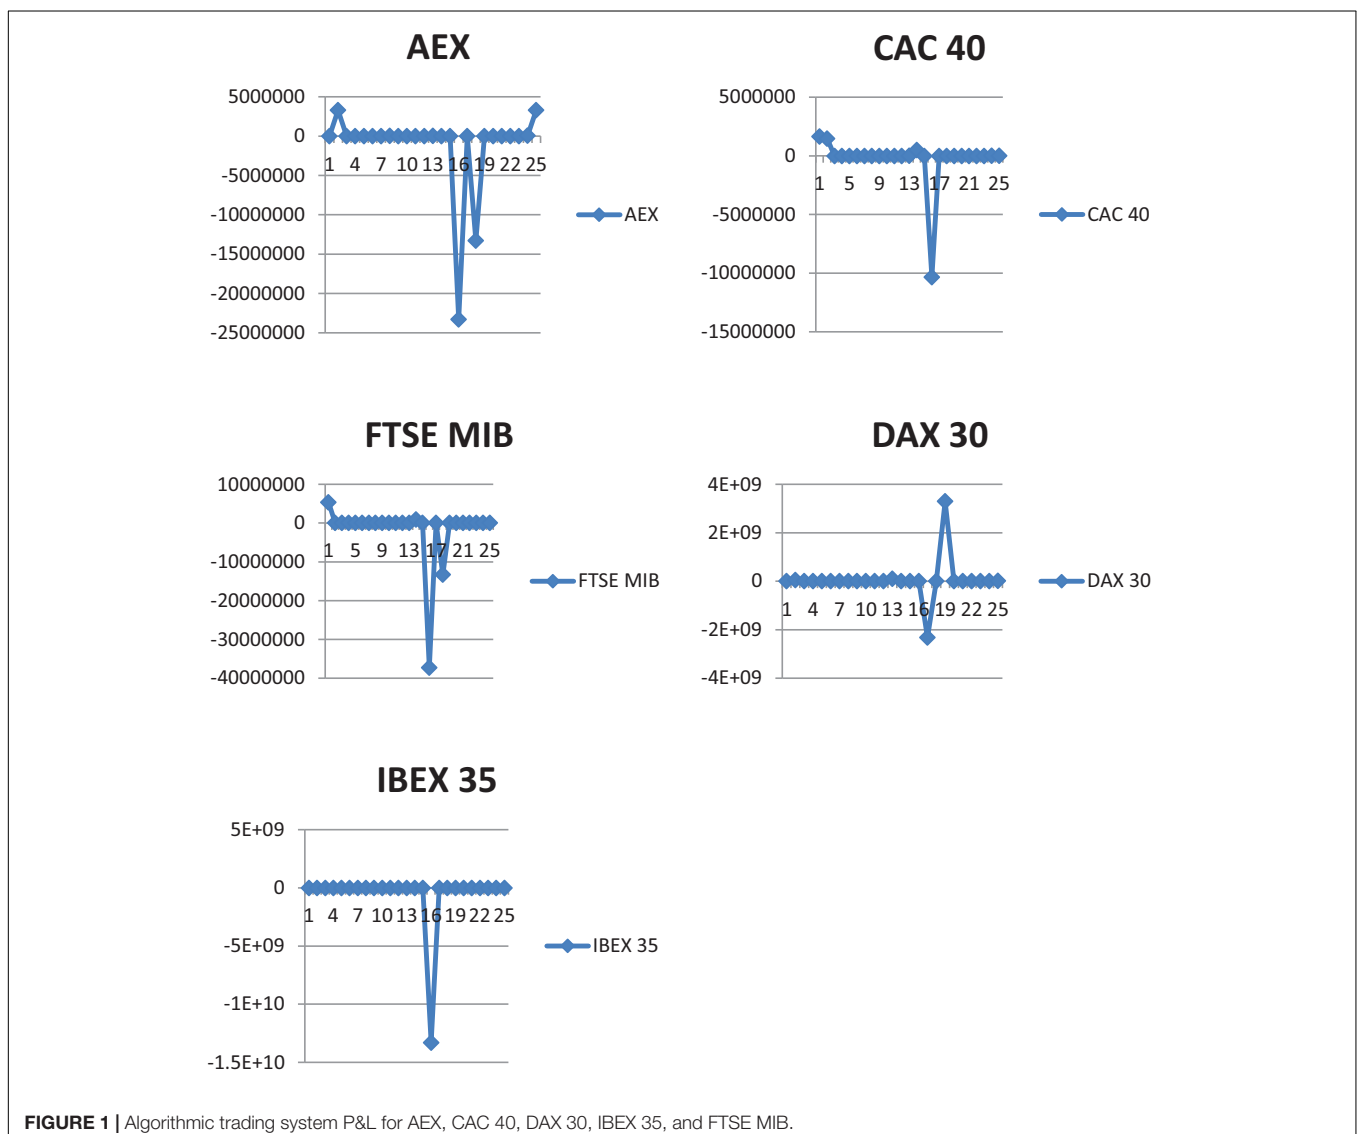 AEX
5000000
0
-5000000
-10000000
-15000000
-20000000
-25000000
1 4 7 10 13 16 19 22 25
AEX
CAC 40
5000000
0
-5000000
-10000000
-15000000
1 5 9 13 17 21 25
CAC 40
FTSE MIB
10000000
0
-10000000
-20000000
-30000000
-40000000
1 5 9 13 17 21 25
FTSE MIB
DAX 30
4E+09
2E+09
0
-2E+09
-4E+09
1 4 7 10 13 16 19 22 25
DAX 30
IBEX 35
5E+09
0
-5E+09
-1E+10
-1.5E+10
1 4 7 10 13 16 19 22 25
IBEX 35
FIGURE 1 | Algorithmic trading system P&L for AEX, CAC 40, DAX 30, IBEX 35, and FTSE MIB.